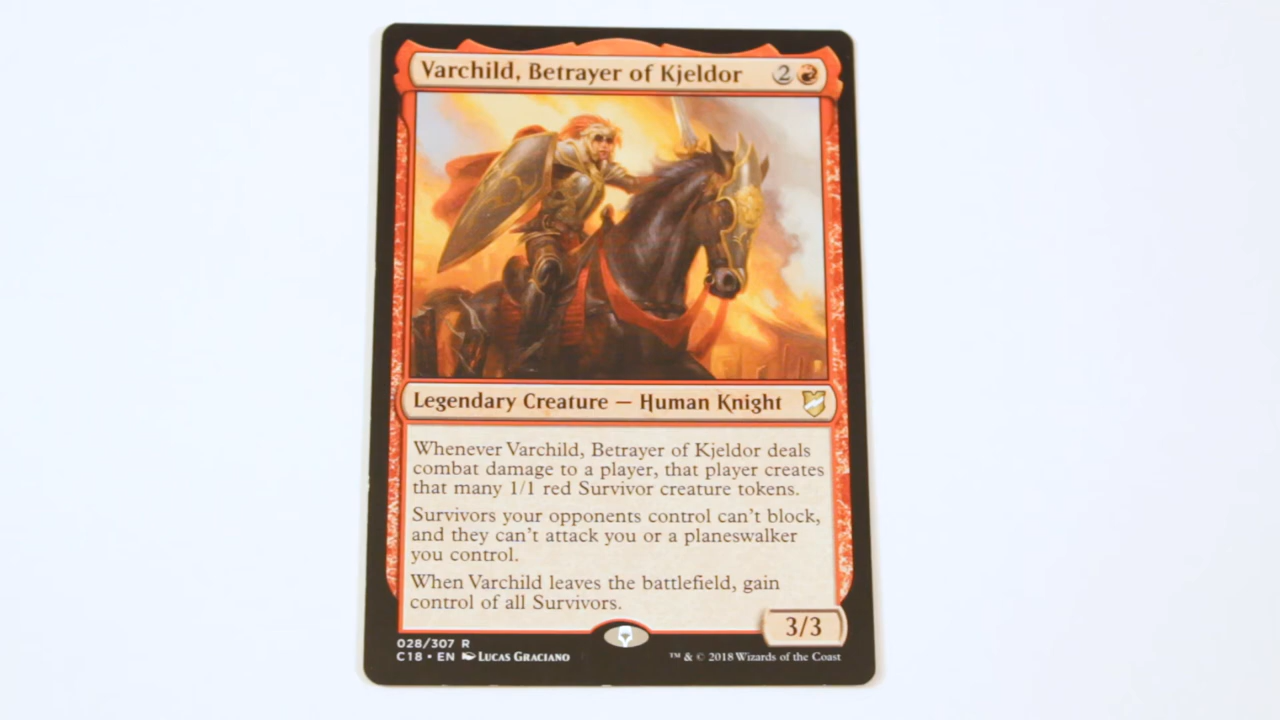 Varchild, Betrayer of Kjeldor 2
Legendary Creature — Human Knight
Whenever Varchild, Betrayer of Kjeldor deals
combat damage to a player, that player creates
that many 1/1 red Survivor creature tokens.
Survivors your opponents control can't block,
and they can't attack you or a planeswalker
you control.
When Varchild leaves the battlefield, gain
control of all Survivors.
3/3
028/307 R
C18 • EN LUCAS GRACIANO
™ & © 2018 Wizards of the Coast